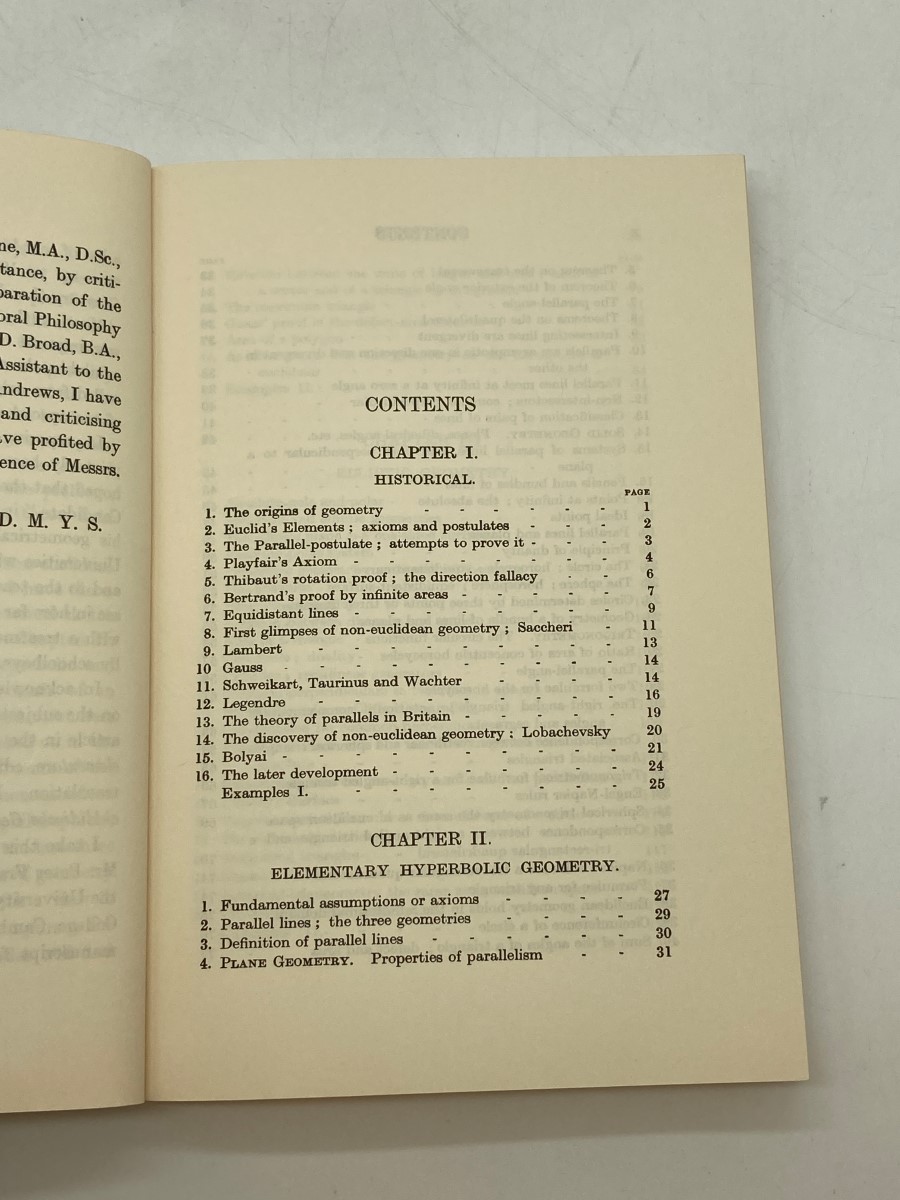 ne, M.A., D.Sc.,
tance, by criti-
paration of the
oral Philosophy
D. Broad, B.A.,
Assistant to the
ndrews, I have
and criticising
ve profited by
ence of Messrs.
D. M. Y. S.
CONTENTS
CHAPTER I.
HISTORICAL.
PAGE
1. The origins of geometry - - - - - - 1
2. Euclid's Elements ; axioms and postulates - - - 2
3. The Parallel-postulate ; attempts to prove it - - - 3
4. Playfair's Axiom - - - - - - - - 4
5. Thibaut's rotation proof ; the direction fallacy - - 6
6. Bertrand's proof by infinite areas - - - - - 7
7. Equidistant lines - - - - - - - - 9
8. First glimpses of non-euclidean geometry ; Saccheri - 11
9. Lambert - - - - - - - - - 13
10 Gauss - - - - - - - - - - 14
11. Schweikart, Taurinus and Wachter - - - - 14
12. Legendre - - - - - - - - - 16
13. The theory of parallels in Britain - - - - - 19
14. The discovery of non-euclidean geometry : Lobachevsky 20
15. Bolyai - - - - - - - - - - 21
16. The later development - - - - - - - 24
Examples I. - - - - - - - - 25
CHAPTER II.
ELEMENTARY HYPERBOLIC GEOMETRY.
1. Fundamental assumptions or axioms - - - - 27
2. Parallel lines ; the three geometries - - - - 29
3. Definition of parallel lines - - - - - - 30
4. PLANE GEOMETRY. Properties of parallelism - - 31